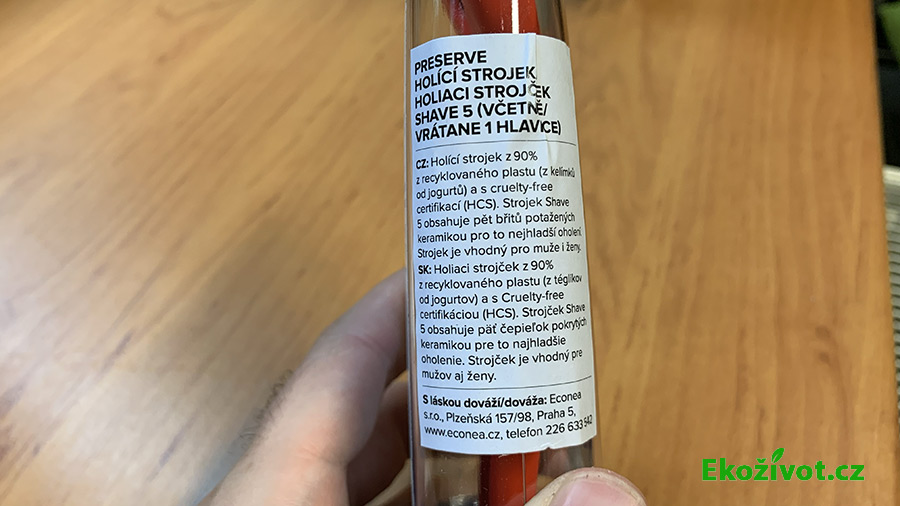 PRESERVE
HOLÍCÍ STROJEK
HOLIACI STROJČEK
SHAVE 5 (VČETNĚ/
VRÁTANE 1 HLAVICE)
CZ: Holící strojek z 90%
z recyklovaného plastu (z kelímků
od jogurtů) a s cruelty-free
certifikací (HCS). Strojek Shave
5 obsahuje pět břitů potažených
keramikou pro to nejhladší oholení.
Strojek je vhodný pro muže i ženy.
SK: Holiaci strojček z 90%
z recyklovaného plastu (z téglikov
od jogurtov) a s Cruelty-free
certifikáciou (HCS). Strojček Shave
5 obsahuje päť čepieľok pokrytých
keramikou pre to najhladšie
oholenie. Strojček je vhodný pre
mužov aj ženy.
S láskou dováží/dováža: Econea
s.r.o., Plzeňská 157/98, Praha 5,
www.econea.cz, telefon 226 633 542
Ekoživot.cz